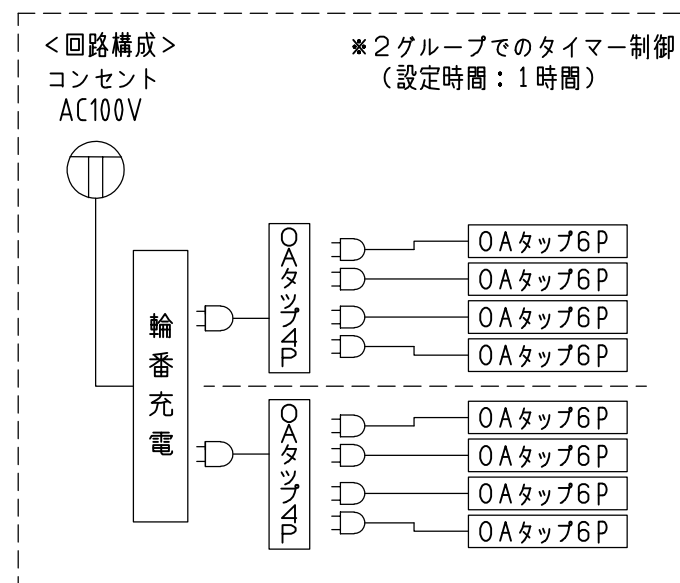 <回路構成>
※2グループでのタイマー制御
(設定時間:1時間)
コンセント
AC100V
輪番充電
OAタップ4P
OAタップ6P
OAタップ6P
OAタップ6P
OAタップ6P
OAタップ4P
OAタップ6P
OAタップ6P
OAタップ6P
OAタップ6P